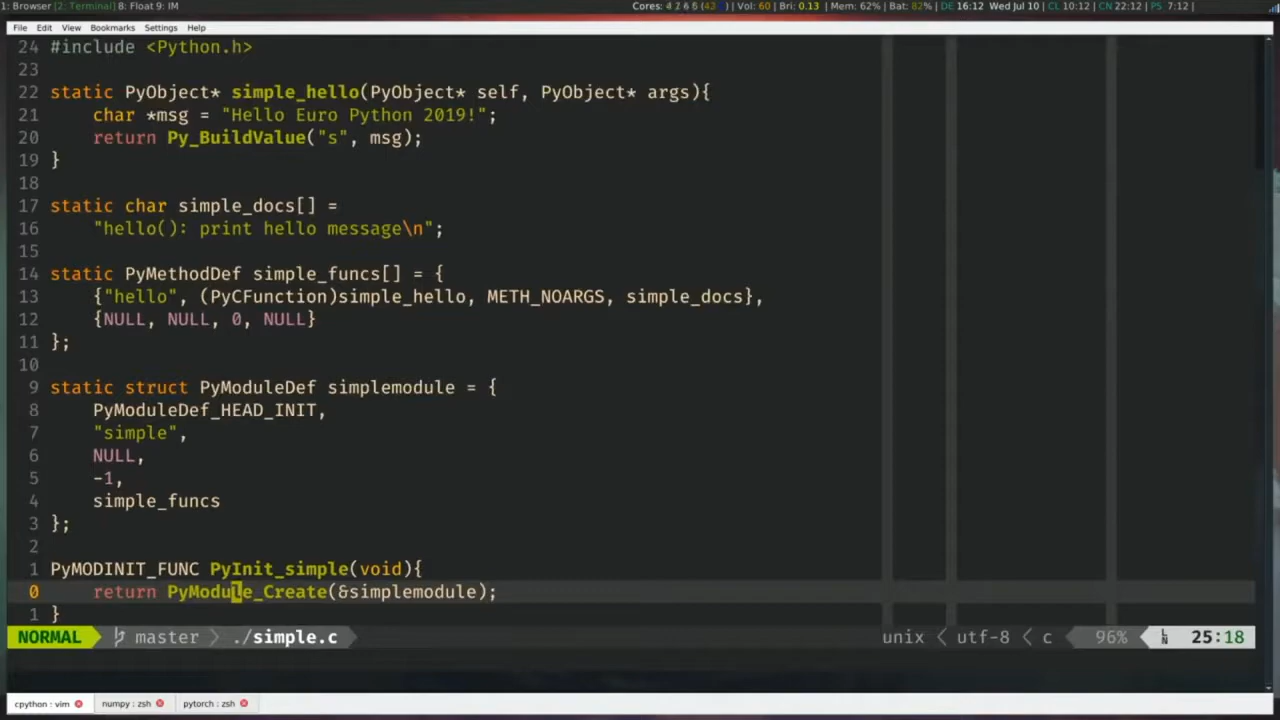 1: Browser [2: Terminal] 8: Float 9: IM
Cores: 4 2 6 6 (42 ) | Vol: 60 | Bri: 0.13 | Mem: 62% | Bat: 82% | DE 16:12 Wed Jul 10 | CL 10:12 | CN 22:12 | PS 7:12 |
File Edit View Bookmarks Settings Help
24 #include <Python.h>
23
22 static PyObject* simple_hello(PyObject* self, PyObject* args){
21     char *msg = "Hello Euro Python 2019!";
20     return Py_BuildValue("s", msg);
19 }
18
17 static char simple_docs[] =
16     "hello(): print hello message\n";
15
14 static PyMethodDef simple_funcs[] = {
13     {"hello", (PyCFunction)simple_hello, METH_NOARGS, simple_docs},
12     {NULL, NULL, 0, NULL}
11 };
10
9 static struct PyModuleDef simplemodule = {
8     PyModuleDef_HEAD_INIT,
7     "simple",
6     NULL,
5     -1,
4     simple_funcs
3 };
2
1 PyMODINIT_FUNC PyInit_simple(void){
0     return PyModule_Create(&simplemodule);
1 }
NORMAL master ./simple.c unix utf-8 c 96% LN 25:18
cpython : vim numpy : zsh pytorch : zsh